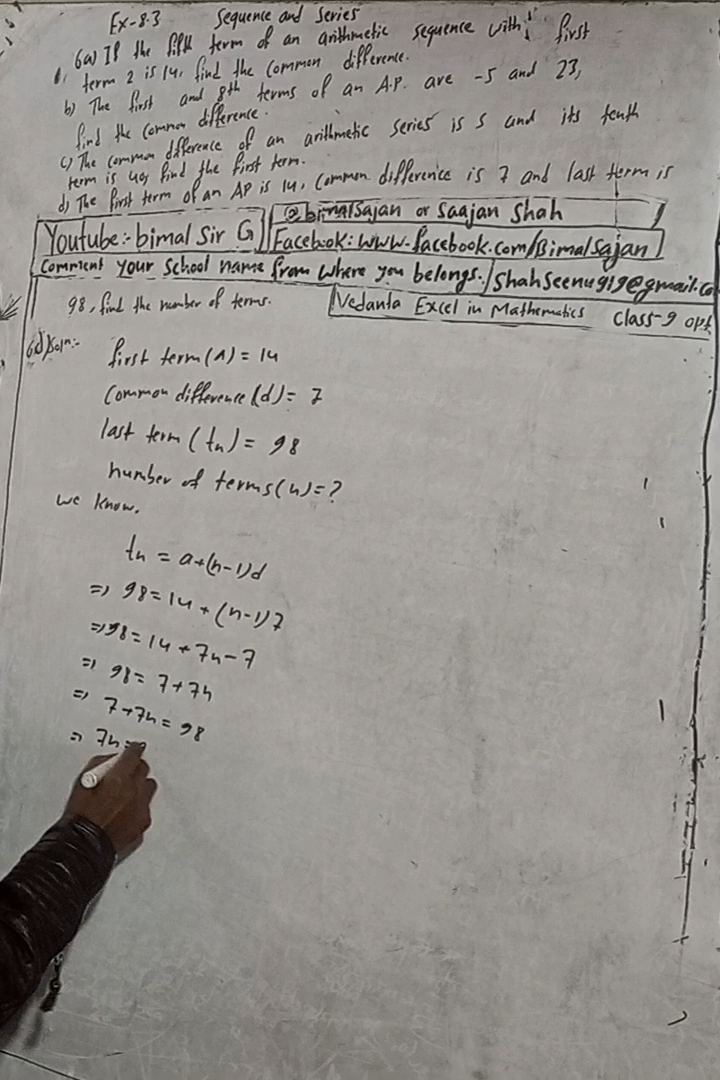 Ex-8.3 Sequence and Series
6a) If the fifth term of an arithmetic sequence with first
term 2 is 14, find the common difference.
b) The first and 8th terms of an A.P. are -5 and 23,
find the common difference.
c) The common difference of an arithmetic series is 5 and its tenth
term is 40, find the first term.
d) The first term of an AP is 14, common difference is 7 and last term is
@bimalsajan or Saajan Shah
Youtube:- bimal Sir G
Facebook: www.facebook.com/Bimalsajan
Comment your School name from where you belongs.
98, find the number of terms.
Vedanta Excel in Mathematics class-9 opt
6d) Soln:-
first term (A) = 14
Common difference (d) = 7
last term (tn) = 98
number of terms (n) = ?
we know,
tn = a+(n-1)d
=> 98 = 14 + (n-1)7
=> 98 = 14 + 7n - 7
=> 98 = 7 + 7n
=> 7 + 7n = 98
=> 7n =